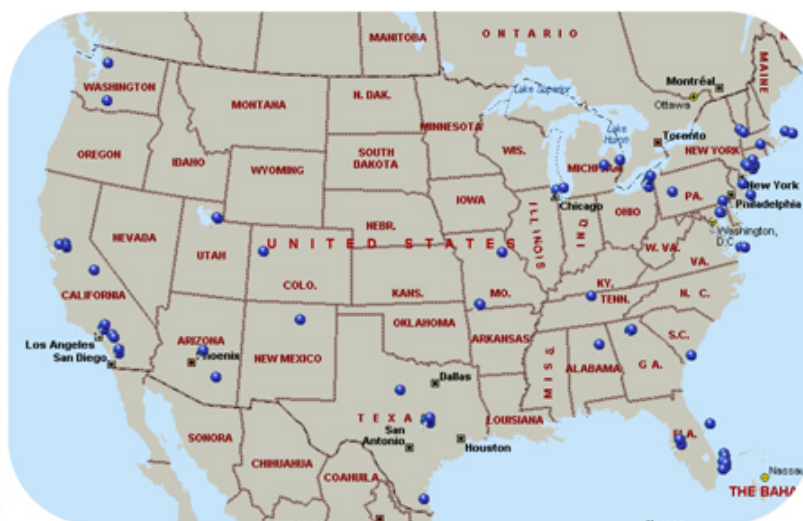 MANITOBA
ONTARIO
MAINE
Montréal
Ottawa
WASHINGTON
MONTANA
N. DAK.
Lake Superior
MINNESOTA
Lake Huron
Toronto
NEW YORK
OREGON
IDAHO
SOUTH DAKOTA
WIS.
MICHIGAN
WYOMING
IOWA
Chicago
PA.
New York
Philadelphia
NEVADA
NEBR.
ILLINOIS
IND.
OHIO
Washington, D.C.
UTAH
UNITED STATES
W. VA.
VA.
CALIFORNIA
COLO.
KANS.
MO.
KY.
TENN.
N. C.
Los Angeles
San Diego
ARIZONA
Phoenix
NEW MEXICO
OKLAHOMA
ARKANSAS
MISS.
ALABAMA
GA.
S.C.
Dallas
TEXA
LOUISIANA
San Antonio
Houston
FLA.
SONORA
CHIHUAHUA
COAHUILA
Nassau
THE BAHA